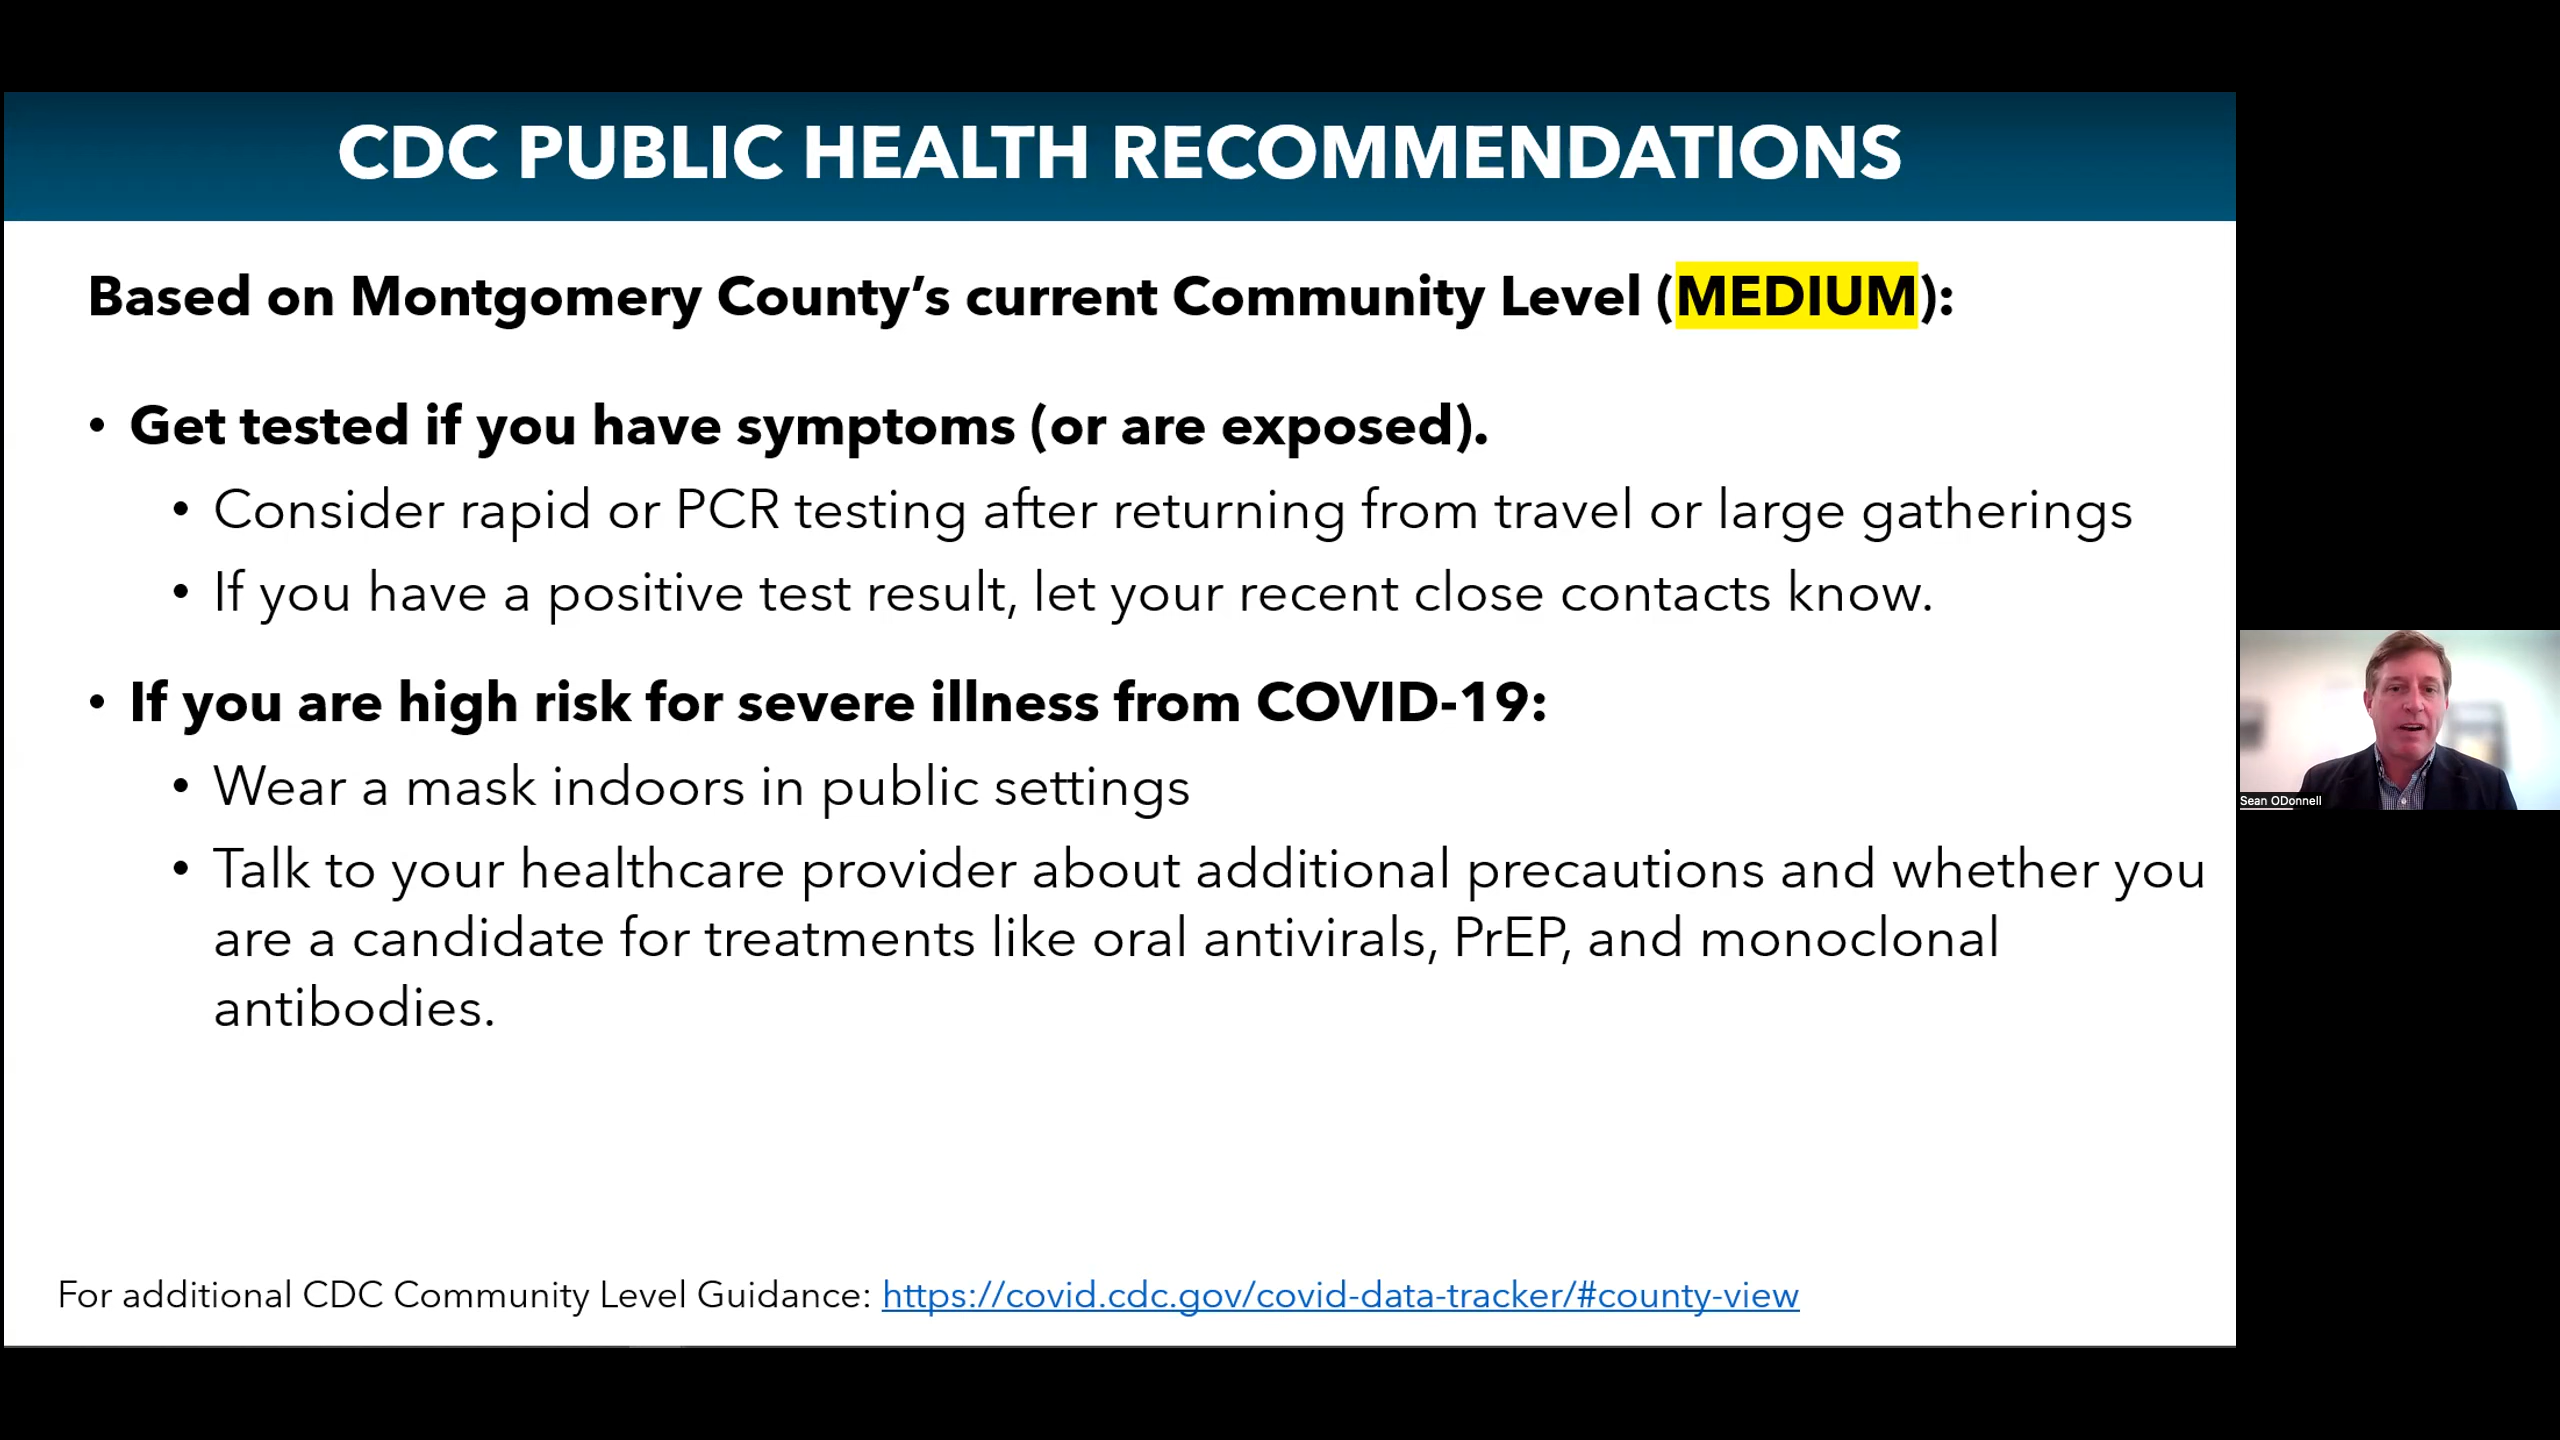 CDC PUBLIC HEALTH RECOMMENDATIONS
Based on Montgomery County’s current Community Level (MEDIUM):
• Get tested if you have symptoms (or are exposed).
• Consider rapid or PCR testing after returning from travel or large gatherings
• If you have a positive test result, let your recent close contacts know.
• If you are high risk for severe illness from COVID-19:
• Wear a mask indoors in public settings
• Talk to your healthcare provider about additional precautions and whether you
are a candidate for treatments like oral antivirals, PrEP, and monoclonal
antibodies.
For additional CDC Community Level Guidance: https://covid.cdc.gov/covid-data-tracker/#county-view
Sean ODonnell